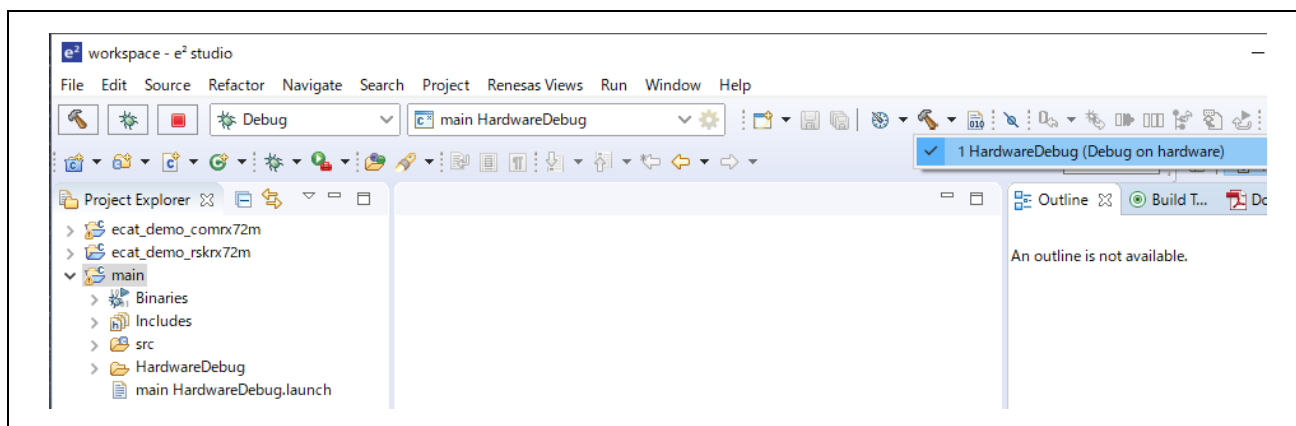 e² workspace - e² studio
File Edit Source Refactor Navigate Search Project Renesas Views Run Window Help
Debug main HardwareDebug
1 HardwareDebug (Debug on hardware)
Project Explorer Outline Build T... Do
ecat_demo_comrx72m An outline is not available.
ecat_demo_rskrx72m
main
Binaries
Includes
src
HardwareDebug
main HardwareDebug.launch